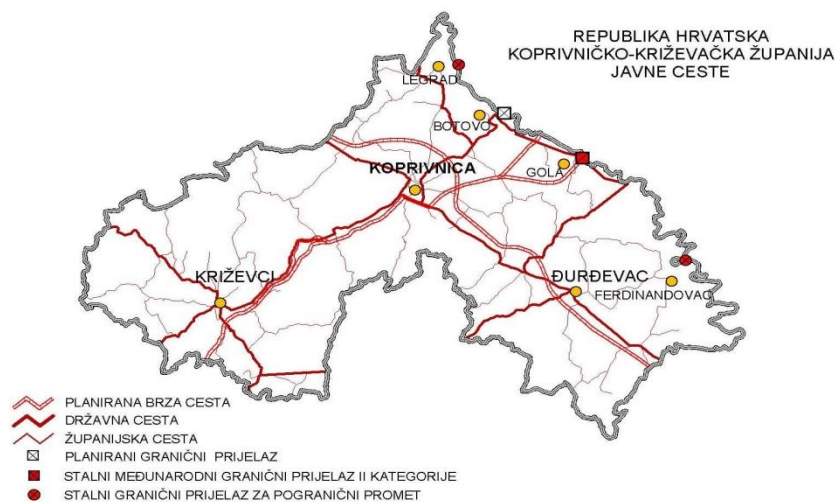 REPUBLIKA HRVATSKA
KOPRIVNIČKO-KRIŽEVAČKA ŽUPANIJA
JAVNE CESTE
LEGRAD
BOTOVO
GOLA
KOPRIVNICA
KRIŽEVCI
ĐURĐEVAC
FERDINANDOVAC
PLANIRANA BRZA CESTA
DRŽAVNA CESTA
ŽUPANIJSKA CESTA
PLANIRANI GRANIČNI PRIJELAZ
STALNI MEĐUNARODNI GRANIČNI PRIJELAZ II KATEGORIJE
STALNI GRANIČNI PRIJELAZ ZA POGRANIČNI PROMET